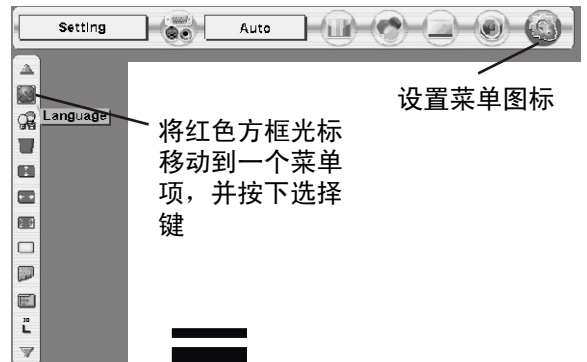 Setting
Auto
设置菜单图标
Language
将红色方框光标
移动到一个菜单
项，并按下选择
键